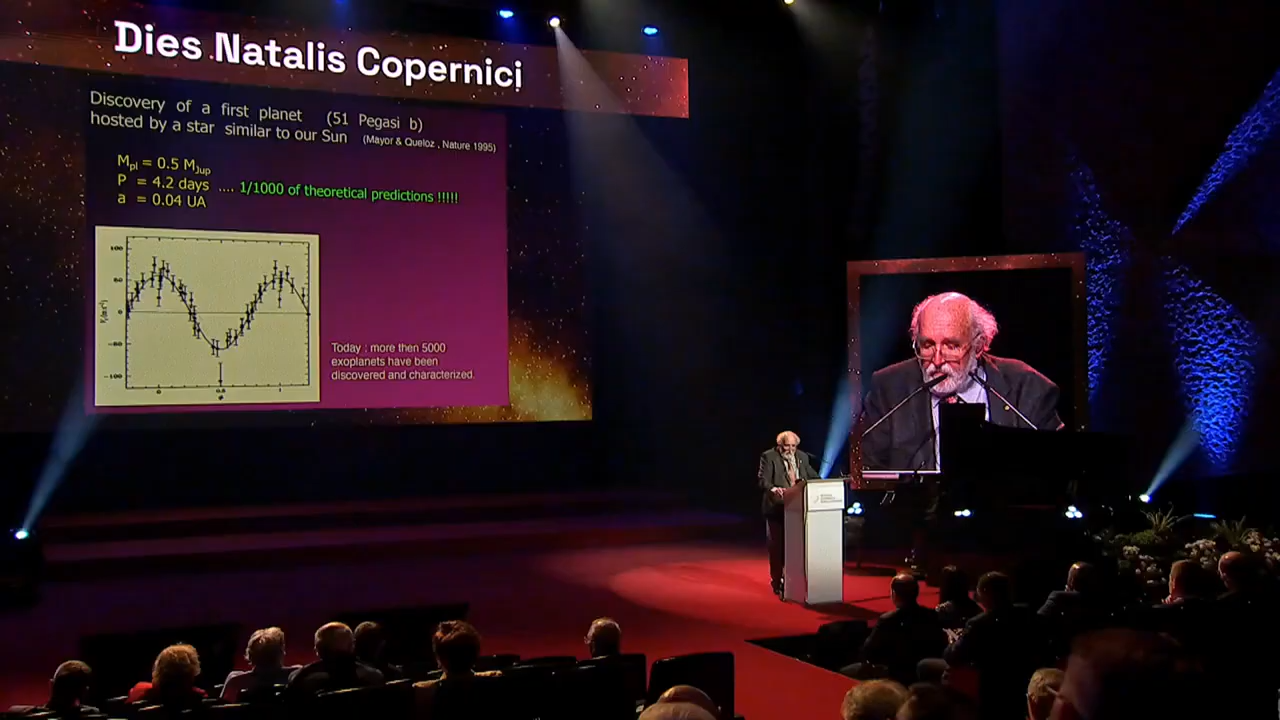 Dies Natalis Copernici
Discovery of a first planet (51 Pegasi b)
hosted by a star similar to our Sun (Mayor & Queloz , Nature 1995)
Mpl = 0.5 MJup
P = 4.2 days .... 1/1000 of theoretical predictions !!!!!
a = 0.04 UA
100
0
-100
0
1
Today : more then 5000
exoplanets have been
discovered and characterized.